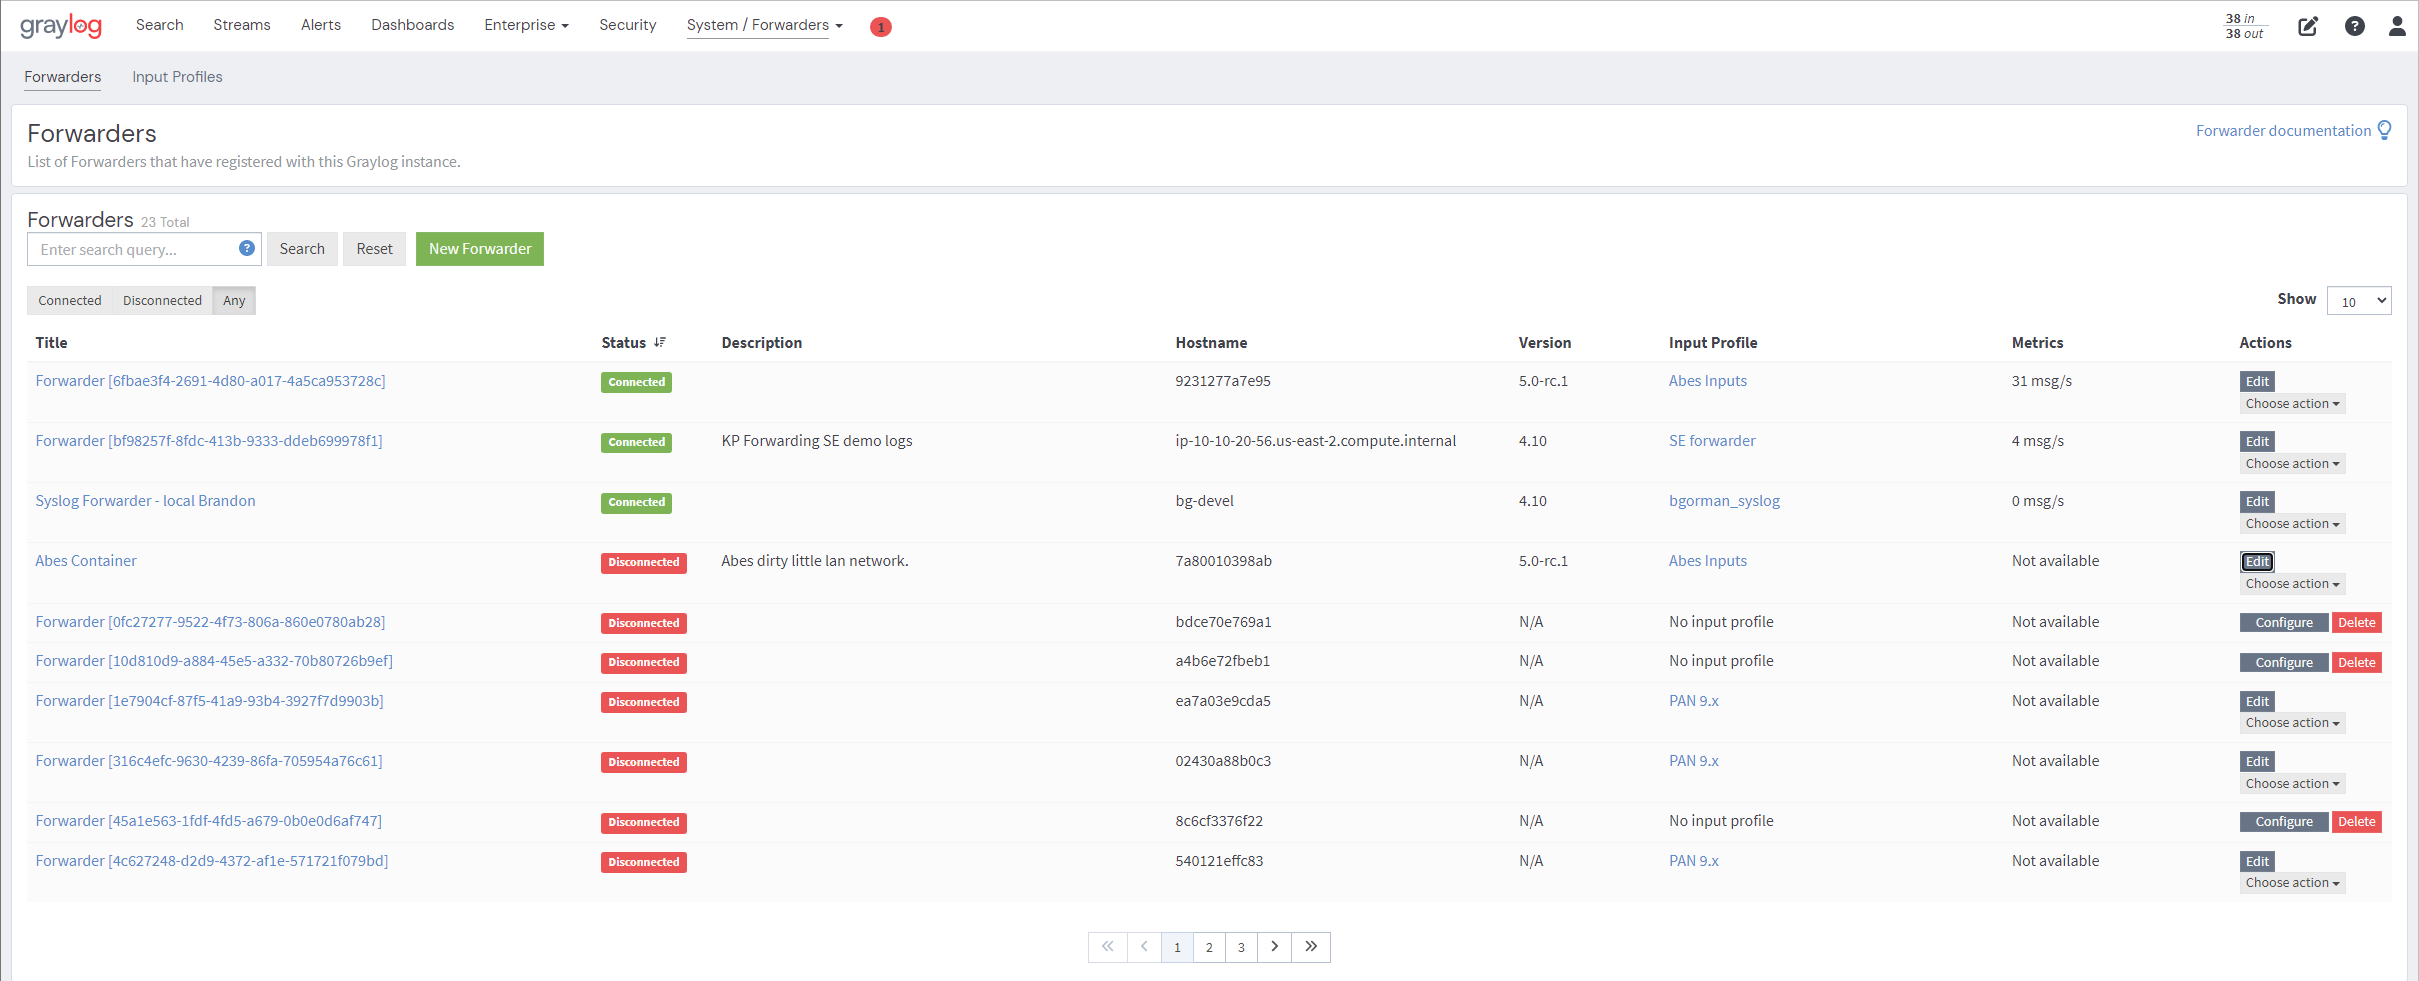 graylog Search Streams Alerts Dashboards Enterprise Security System / Forwarders 1 38 in
38 out
Forwarders Input Profiles
Forwarders
Forwarder documentation
List of Forwarders that have registered with this Graylog instance.
Forwarders 23 Total
Enter search query... ? Search Reset New Forwarder
Connected Disconnected Any Show 10
Title Status Description Hostname Version Input Profile Metrics Actions
Forwarder [6fbae3f4-2691-4d80-a017-4a5ca953728c] Connected 9231277a7e95 5.0-rc.1 Abes Inputs 31 msg/s Edit
Choose action
Forwarder [bf98257f-8fdc-413b-9333-ddeb699978f1] Connected KP Forwarding SE demo logs ip-10-10-20-56.us-east-2.compute.internal 4.10 SE forwarder 4 msg/s Edit
Choose action
Syslog Forwarder - local Brandon Connected bg-devel 4.10 bgorman_syslog 0 msg/s Edit
Choose action
Abes Container Disconnected Abes dirty little lan network. 7a80010398ab 5.0-rc.1 Abes Inputs Not available Edit
Choose action
Forwarder [0fc27277-9522-4f73-806a-860e0780ab28] Disconnected bdce70e769a1 N/A No input profile Not available Configure Delete
Forwarder [10d810d9-a884-45e5-a332-70b80726b9ef] Disconnected a4b6e72fbeb1 N/A No input profile Not available Configure Delete
Forwarder [1e7904cf-87f5-41a9-93b4-3927f7d9903b] Disconnected ea7a03e9cda5 N/A PAN 9.x Not available Edit
Choose action
Forwarder [316c4efc-9630-4239-86fa-705954a76c61] Disconnected 02430a88b0c3 N/A PAN 9.x Not available Edit
Choose action
Forwarder [45a1e563-1fdf-4fd5-a679-0b0e0d6af747] Disconnected 8c6cf3376f22 N/A No input profile Not available Configure Delete
Forwarder [4c627248-d2d9-4372-af1e-571721f079bd] Disconnected 540121effc83 N/A PAN 9.x Not available Edit
Choose action
« ‹ 1 2 3 › »